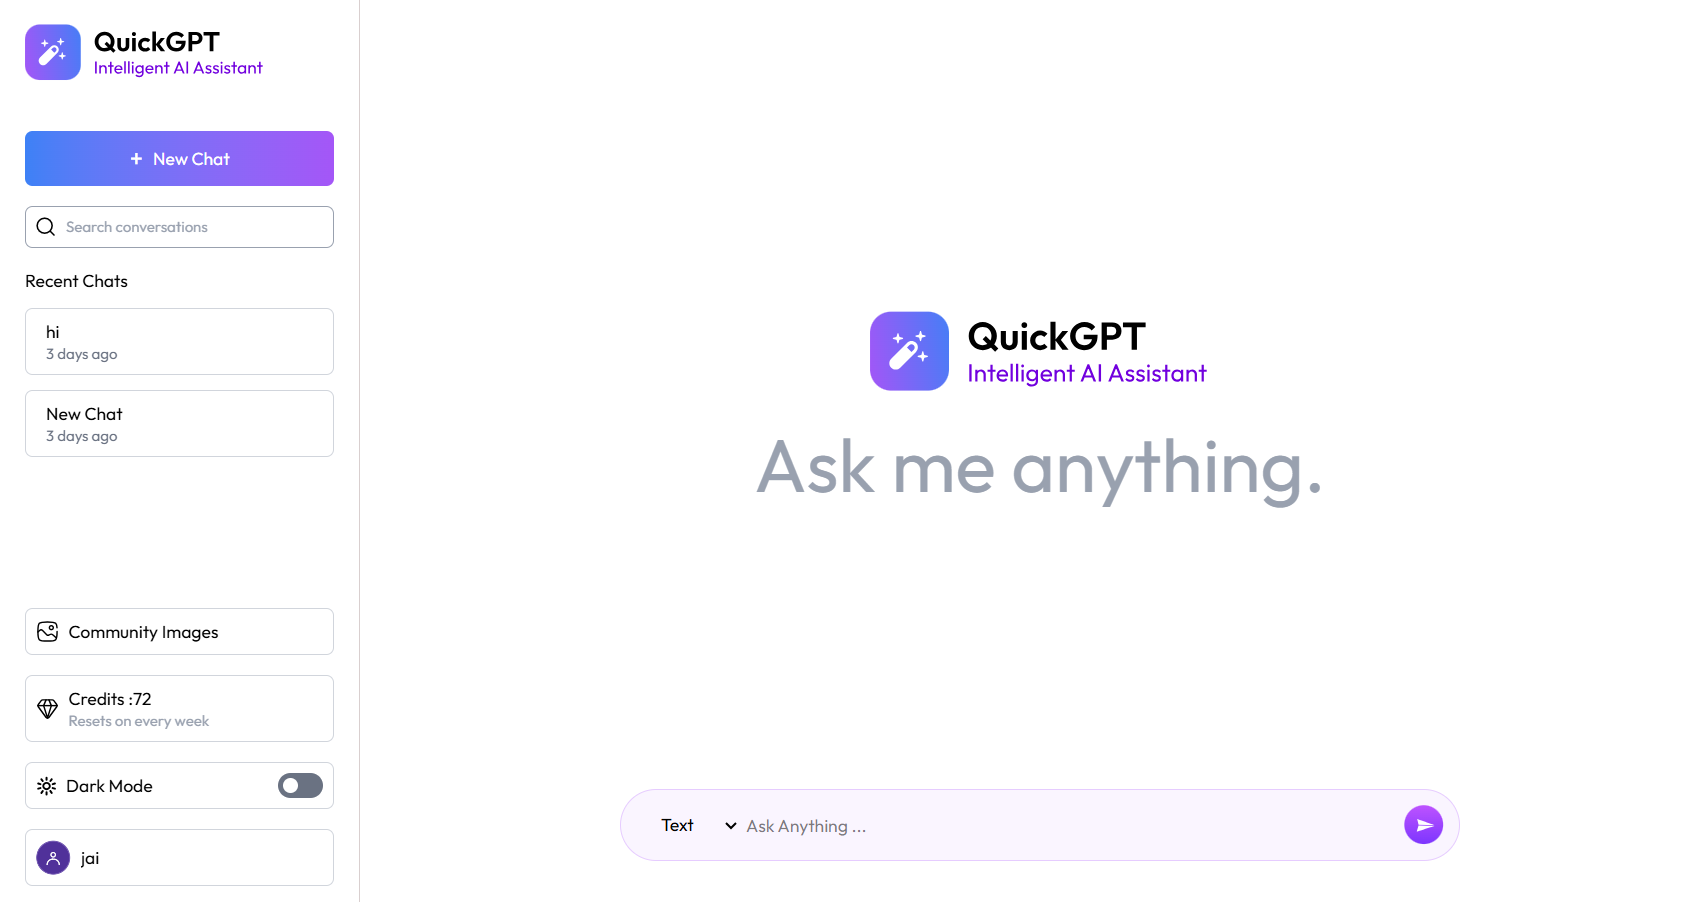 QuickGPT
Intelligent AI Assistant
+ New Chat
Search conversations
Recent Chats
hi
3 days ago
New Chat
3 days ago
Community Images
Credits :72
Resets on every week
Dark Mode
jai
QuickGPT
Intelligent AI Assistant
Ask me anything.
Text
Ask Anything ...